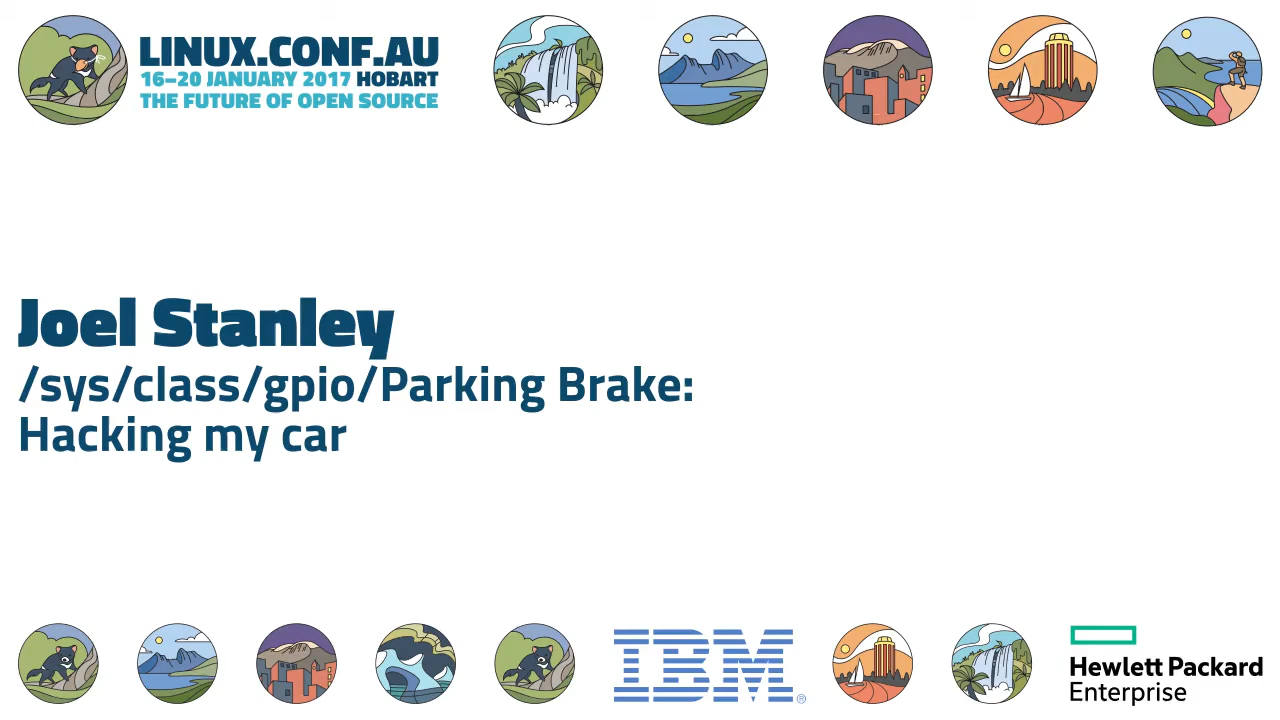 LINUX.CONF.AU
16–20 JANUARY 2017 HOBART
THE FUTURE OF OPEN SOURCE
Joel Stanley
/sys/class/gpio/Parking Brake:
Hacking my car
IBM®
Hewlett Packard
Enterprise